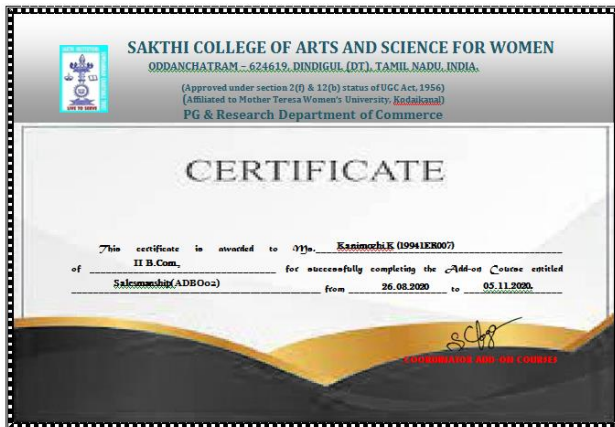 SAKTHI COLLEGE OF ARTS AND SCIENCE FOR WOMEN
ODDANCHATRAM – 624619, DINDIGUL (DT), TAMIL NADU, INDIA.
(Approved under section 2(f) & 12(b) status of UGC Act, 1956)
(Affiliated to Mother Teresa Women's University, Kodaikanal)
PG & Research Department of Commerce
LIVE TO SERVE
CERTIFICATE
This certificate is awarded to Ms. Kanimozhi.K (19941ER007)
of II B.Com., for successfully completing the Add-on Course entitled
Salesmanship(ADBO02) from 26.08.2020 to 05.11.2020.
COORDINATOR ADD-ON COURSES